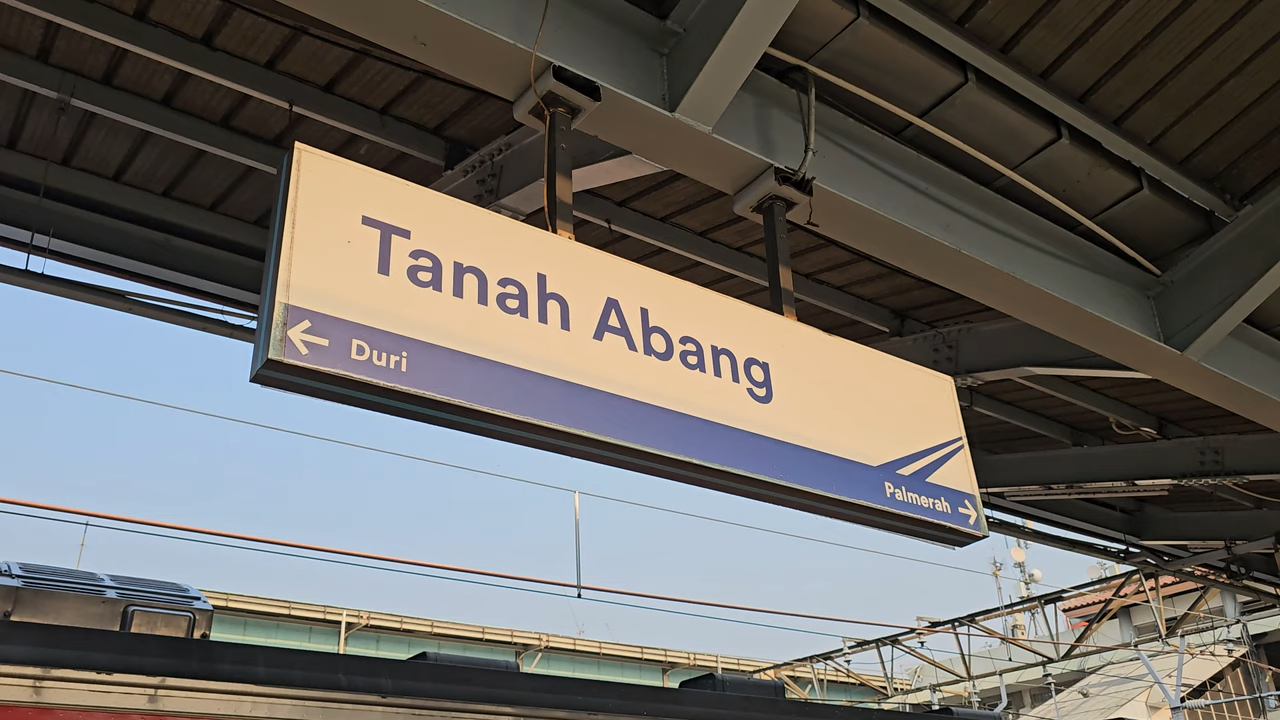 Tanah Abang
← Duri
Palmerah →